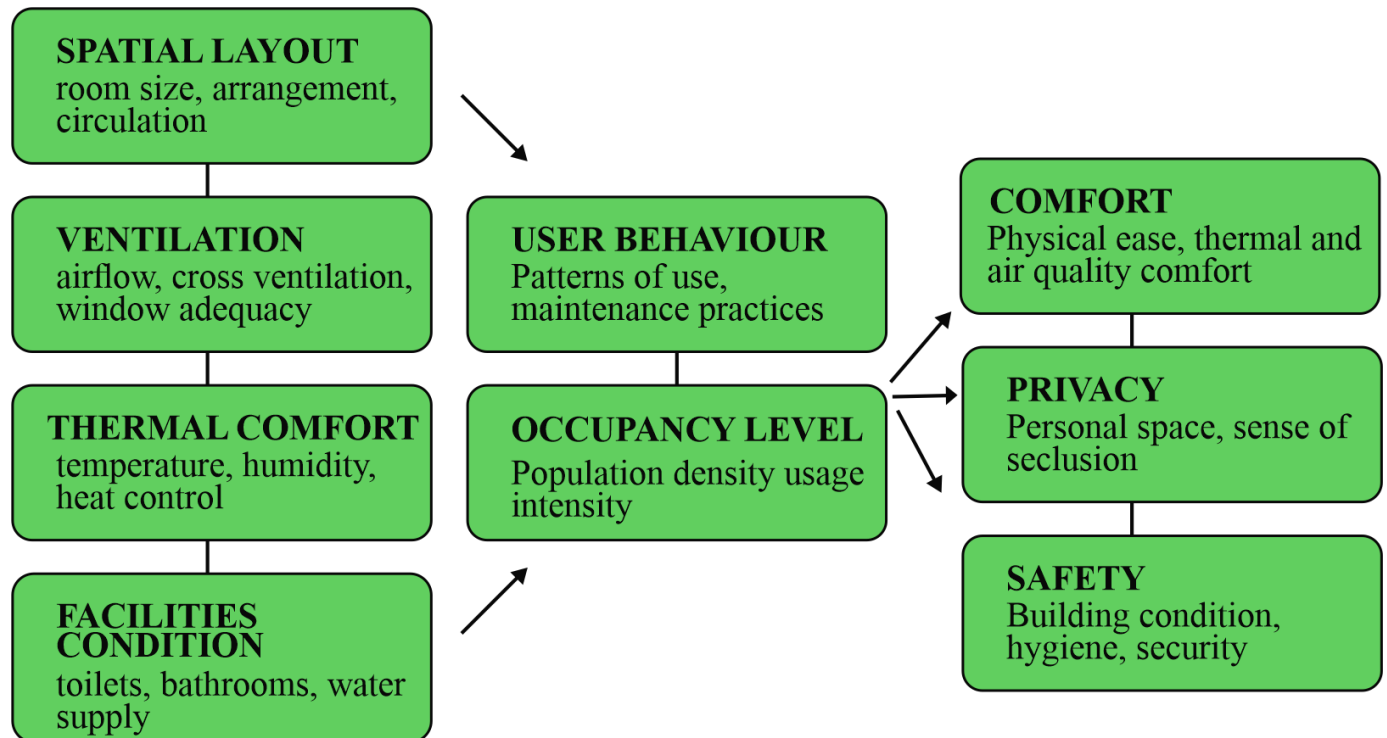 SPATIAL LAYOUT
room size, arrangement,
circulation
VENTILATION
airflow, cross ventilation,
window adequacy
THERMAL COMFORT
temperature, humidity,
heat control
FACILITIES
CONDITION
toilets, bathrooms, water
supply
USER BEHAVIOUR
Patterns of use,
maintenance practices
OCCUPANCY LEVEL
Population density usage
intensity
COMFORT
Physical ease, thermal and
air quality comfort
PRIVACY
Personal space, sense of
seclusion
SAFETY
Building condition,
hygiene, security